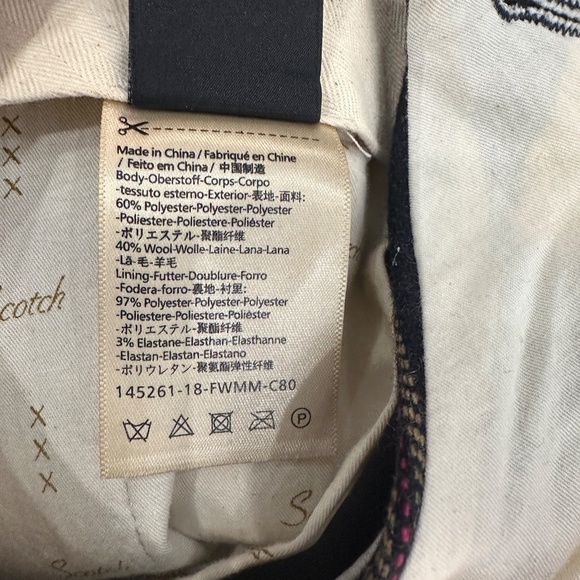 Made in China / Fabriqué en Chine
/ Feito em China / 中国制造
Body-Oberstoff-Corps-Corpo
-tessuto esterno-Exterior-表地-面料:
60% Polyester-Polyester-Polyester
-Poliestere-Poliestere-Poliéster
-ポリエステル-聚酯纤维
40% Wool-Wolle-Laine-Lana-Lana
-Lã-毛-羊毛
Lining-Futter-Doublure-Forro
-Fodera-forro-裏地-衬里:
97% Polyester-Polyester-Polyester
-Poliestere-Poliestere-Poliéster
-ポリエステル-聚酯纤维
3% Elastane-Elasthan-Elasthanne
-Elastan-Elastan-Elastano
-ポリウレタン-聚氨酯弹性纤维
145261-18-FWMM-C80
P
X
X
X
Scotch
X
X
X
S
Scotch